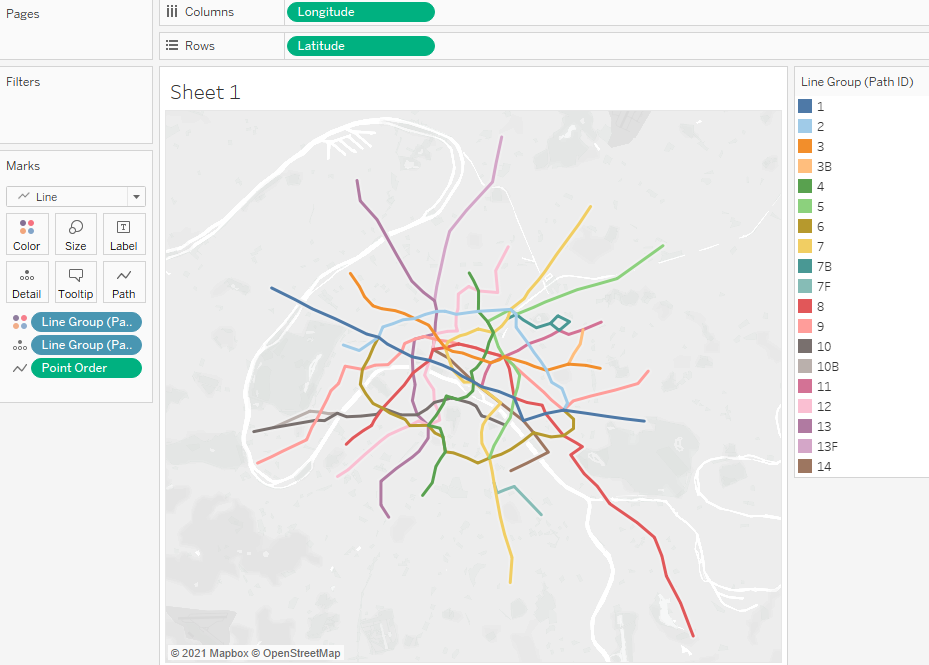 Pages
Columns
Longitude
Rows
Latitude
Filters
Sheet 1
Marks
Line
Color
Size
Label
Detail
Tooltip
Path
Line Group (Pa..
Line Group (Pa..
Point Order
Line Group (Path ID)
1
2
3
3B
4
5
6
7
7B
7F
8
9
10
10B
11
12
13
13F
14
© 2021 Mapbox © OpenStreetMap